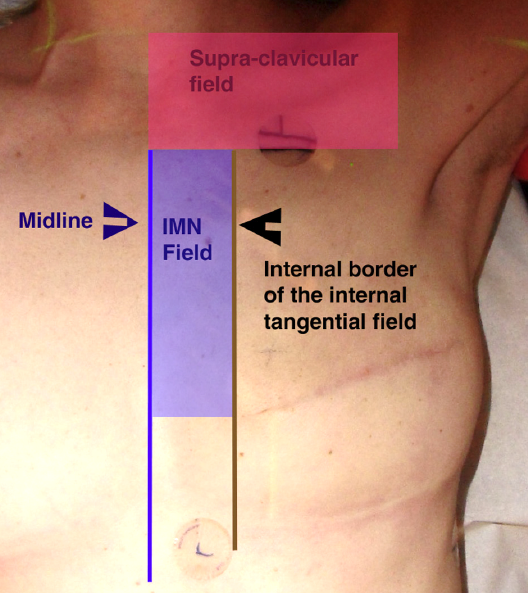 Supra-clavicular
field
Midline
IMN
Field
Internal border
of the internal
tangential field